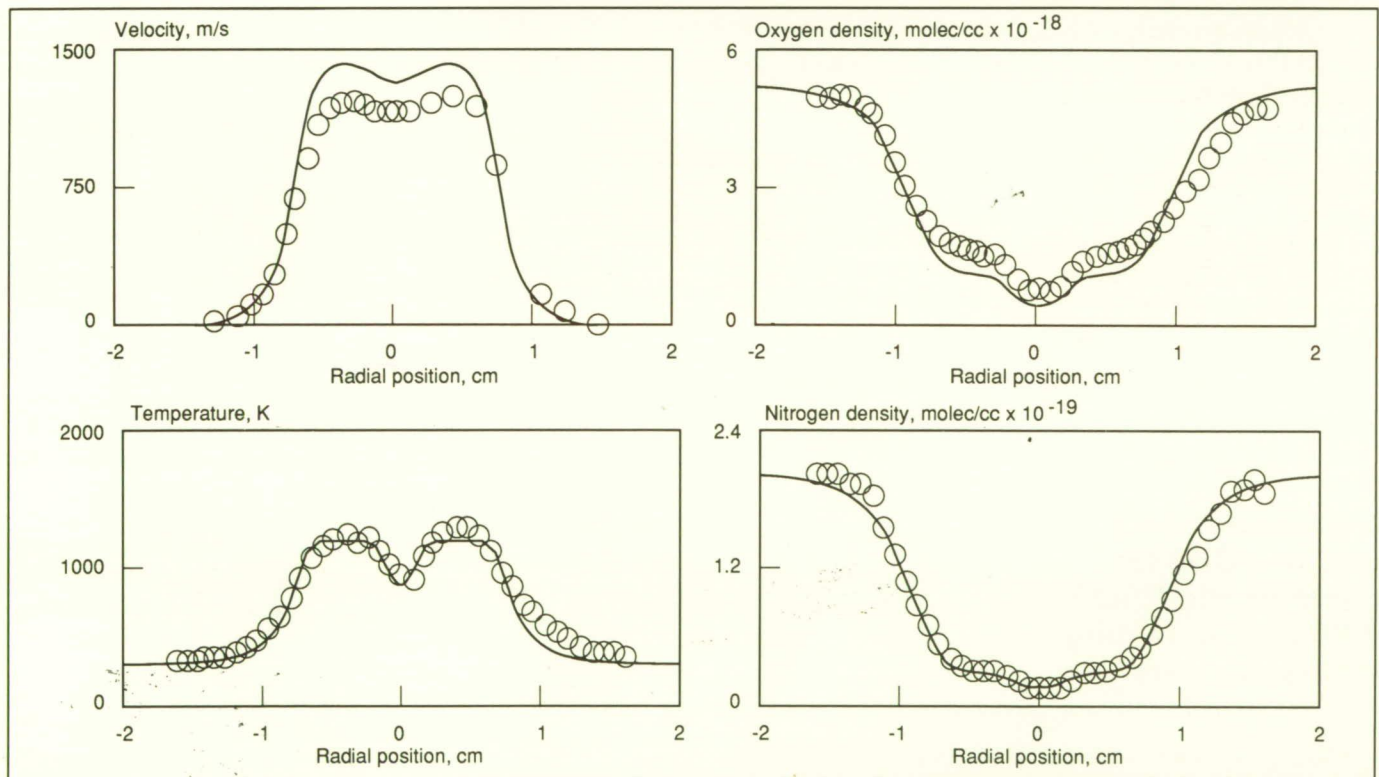 Velocity, m/s
1500
750
0
-2 -1 0 1 2
Radial position, cm
Oxygen density, molec/cc x 10 -18
6
3
0
-2 -1 0 1 2
Radial position, cm
Temperature, K
2000
1000
0
-2 -1 0 1 2
Radial position, cm
Nitrogen density, molec/cc x 10 -19
2.4
1.2
0
-2 -1 0 1 2
Radial position, cm